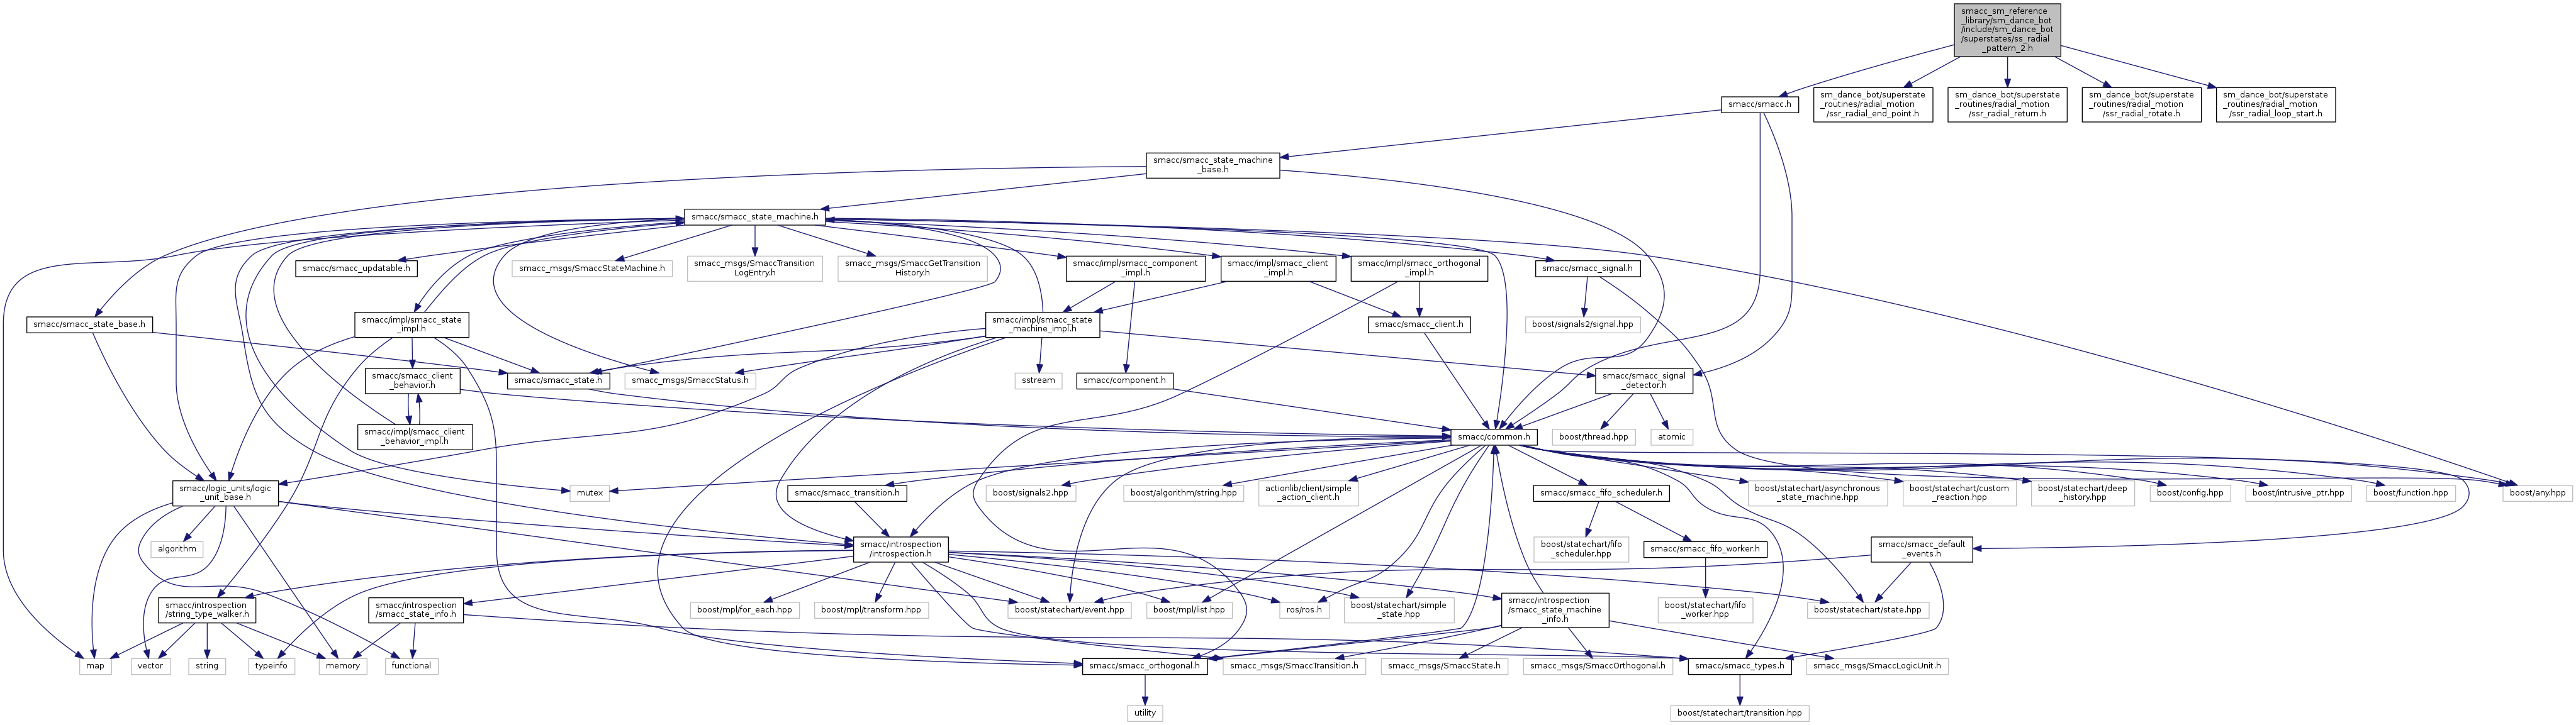 smacc_sm_reference
_library/sm_dance_bot
/include/sm_dance_bot
/superstates/ss_radial
_pattern_2.h
smacc/smacc.h
sm_dance_bot/superstate
_routines/radial_motion
/ssr_radial_end_point.h
sm_dance_bot/superstate
_routines/radial_motion
/ssr_radial_return.h
sm_dance_bot/superstate
_routines/radial_motion
/ssr_radial_rotate.h
sm_dance_bot/superstate
_routines/radial_motion
/ssr_radial_loop_start.h
smacc/smacc_state_machine
_base.h
smacc/smacc_state_machine.h
smacc/smacc_updatable.h
smacc_msgs/SmaccStateMachine.h
smacc_msgs/SmaccTransition
LogEntry.h
smacc_msgs/SmaccGetTransition
History.h
smacc/impl/smacc_component
_impl.h
smacc/impl/smacc_client
_impl.h
smacc/impl/smacc_orthogonal
_impl.h
smacc/smacc_signal.h
smacc/smacc_state_base.h
smacc/impl/smacc_state
_impl.h
smacc/impl/smacc_state
_machine_impl.h
smacc/smacc_client.h
boost/signals2/signal.hpp
smacc/smacc_client
_behavior.h
smacc/smacc_state.h
smacc_msgs/SmaccStatus.h
sstream
smacc/component.h
smacc/smacc_signal
_detector.h
smacc/impl/smacc_client
_behavior_impl.h
smacc/common.h
boost/thread.hpp
atomic
smacc/logic_units/logic
_unit_base.h
mutex
smacc/smacc_transition.h
boost/signals2.hpp
boost/algorithm/string.hpp
actionlib/client/simple
_action_client.h
smacc/smacc_fifo_scheduler.h
boost/statechart/asynchronous
_state_machine.hpp
boost/statechart/custom
_reaction.hpp
boost/statechart/deep
_history.hpp
boost/config.hpp
boost/intrusive_ptr.hpp
boost/function.hpp
boost/any.hpp
algorithm
smacc/introspection
/introspection.h
boost/statechart/fifo
_scheduler.hpp
smacc/smacc_fifo_worker.h
smacc/smacc_default
_events.h
smacc/introspection
/string_type_walker.h
smacc/introspection
/smacc_state_info.h
boost/mpl/for_each.hpp
boost/mpl/transform.hpp
boost/statechart/event.hpp
boost/mpl/list.hpp
ros/ros.h
boost/statechart/simple
_state.hpp
smacc/introspection
/smacc_state_machine
_info.h
boost/statechart/fifo
_worker.hpp
boost/statechart/state.hpp
map
vector
string
typeinfo
memory
functional
smacc/smacc_orthogonal.h
smacc_msgs/SmaccTransition.h
smacc_msgs/SmaccState.h
smacc_msgs/SmaccOrthogonal.h
smacc/smacc_types.h
smacc_msgs/SmaccLogicUnit.h
utility
boost/statechart/transition.hpp